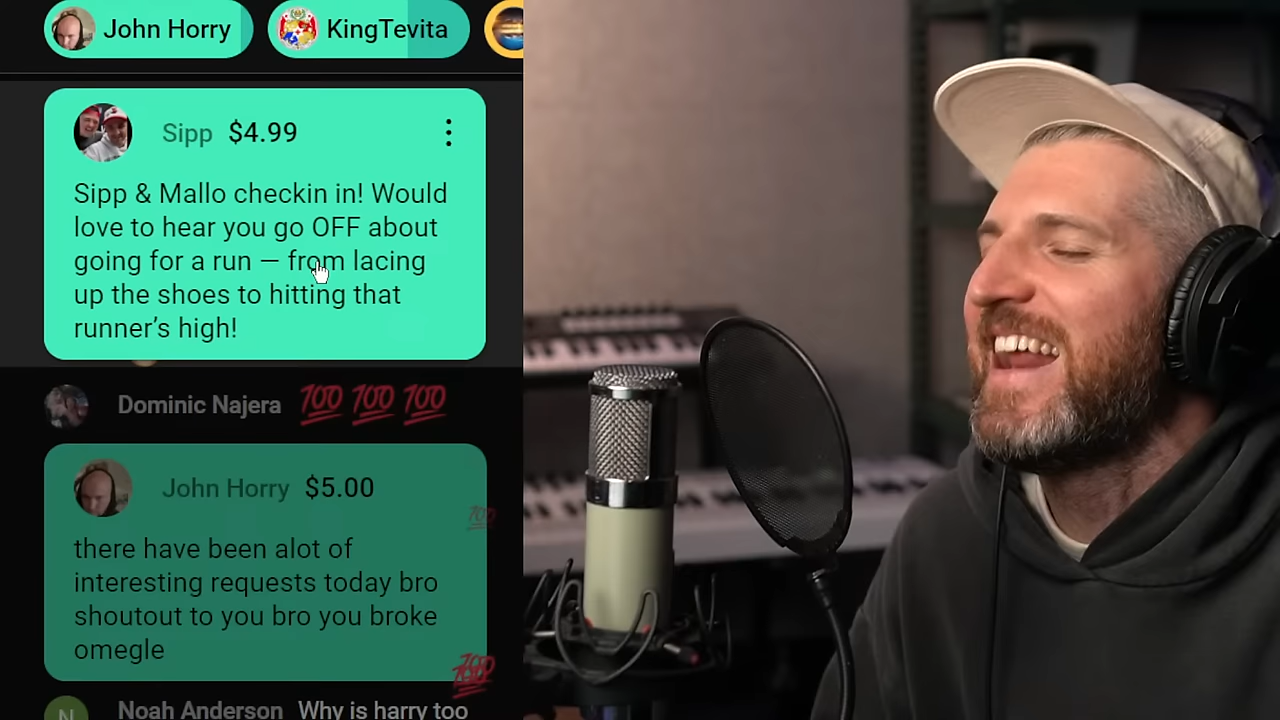 John Horry
KingTevita
Sipp $4.99
Sipp & Mallo checkin in! Would
love to hear you go OFF about
going for a run — from lacing
up the shoes to hitting that
runner’s high!
Dominic Najera 💯 💯 💯
John Horry $5.00
💯
there have been alot of
interesting requests today bro
shoutout to you bro you broke
omegle
💯
N Noah Anderson Why is harry too